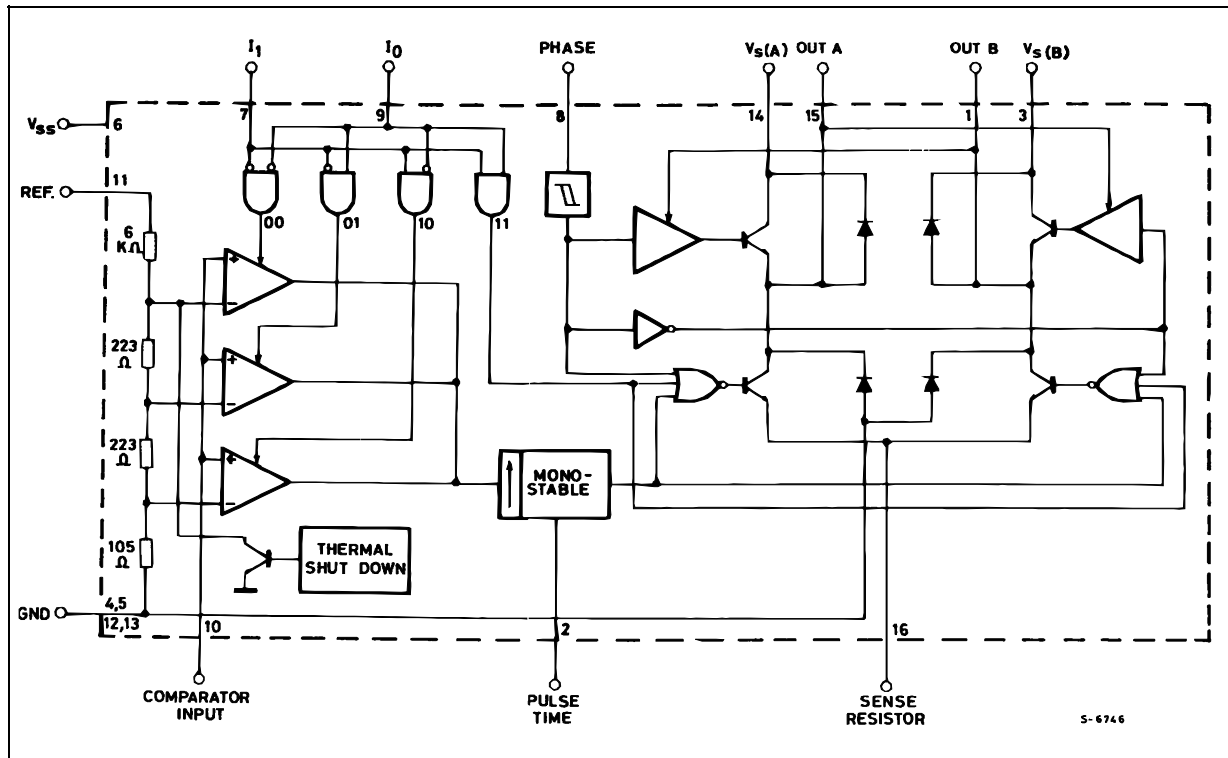 I1 I0 PHASE VS(A) OUT A OUT B VS(B)
7 9 8 14 15 1 3
VSS 6
REF. 11
00 01 10 11
6
KΩ
+
−
223
Ω
+
−
223
Ω
+
−
MONO-
STABLE
105
Ω
THERMAL
SHUT DOWN
GND 4,5
12,13 10 2 16
COMPARATOR
INPUT
PULSE
TIME
SENSE
RESISTOR
S-6746